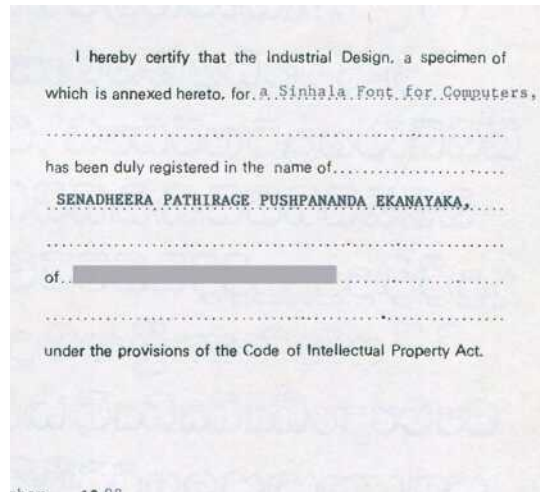 I hereby certify that the Industrial Design, a specimen of
which is annexed hereto, for a Sinhala Font for Computers,
has been duly registered in the name of
SENADHEERA PATHIRAGE PUSHPANANDA EKANAYAKA,
of
under the provisions of the Code of Intellectual Property Act.